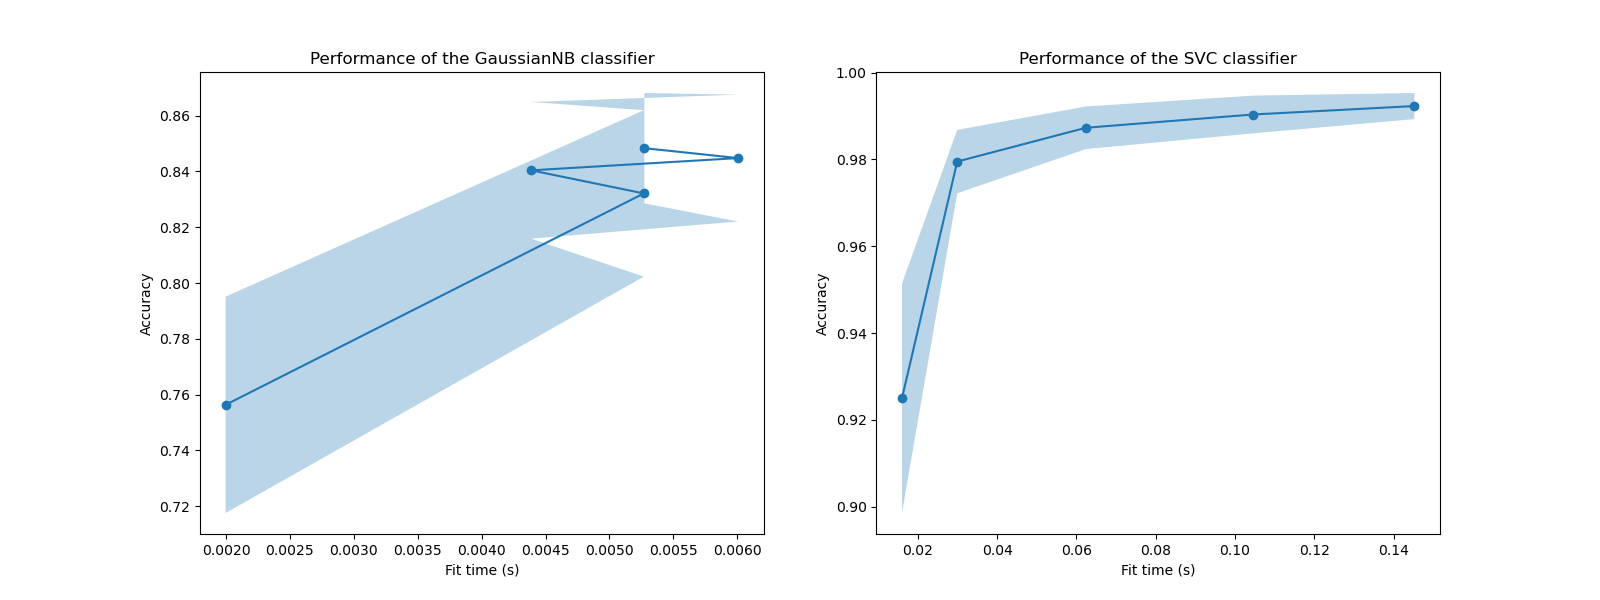 Performance of the GaussianNB classifier
Accuracy
0.86
0.84
0.82
0.80
0.78
0.76
0.74
0.72
0.0020 0.0025 0.0030 0.0035 0.0040 0.0045 0.0050 0.0055 0.0060
Fit time (s)
Performance of the SVC classifier
Accuracy
1.00
0.98
0.96
0.94
0.92
0.90
0.02 0.04 0.06 0.08 0.10 0.12 0.14
Fit time (s)